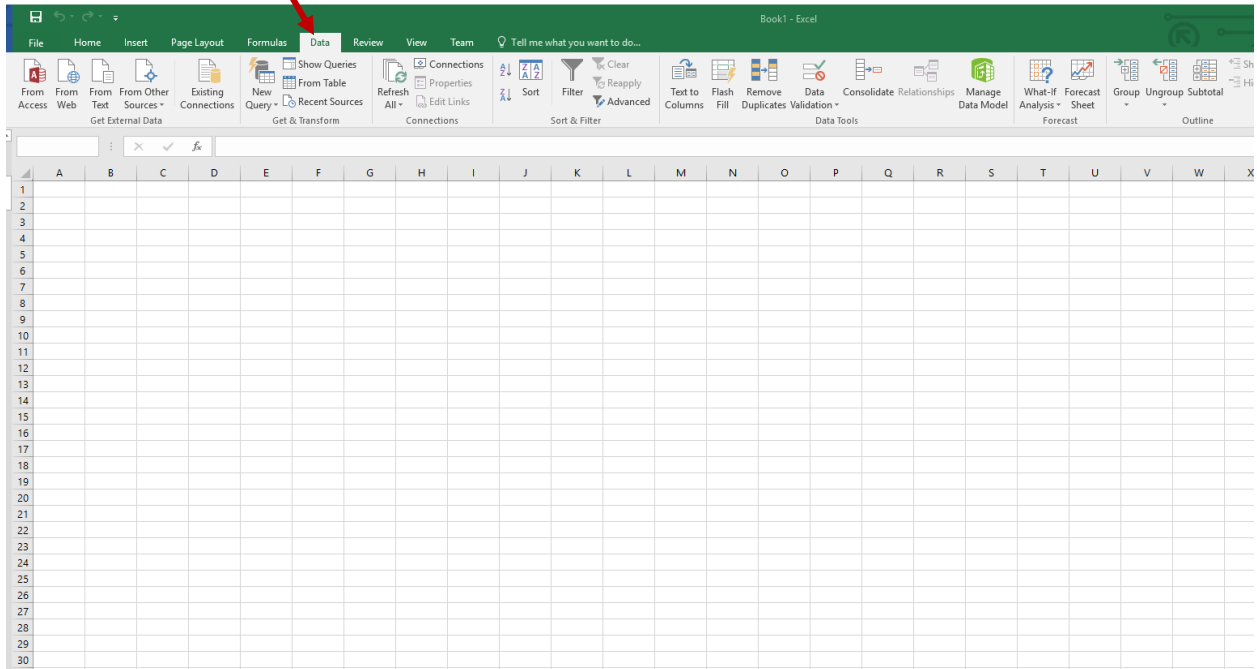 Book1 - Excel
File Home Insert Page Layout Formulas Data Review View Team Tell me what you want to do...
From Access
From Web
From Text
From Other Sources
Existing Connections
Get External Data
New Query
Show Queries
From Table
Recent Sources
Get & Transform
Refresh All
Connections
Properties
Edit Links
Connections
Sort
Filter
Clear
Reapply
Advanced
Sort & Filter
Text to Columns
Flash Fill
Remove Duplicates
Data Validation
Consolidate
Relationships
Manage Data Model
Data Tools
What-If Analysis
Forecast Sheet
Forecast
Group
Ungroup
Subtotal
Sh
Hi
Outline
fx
A B C D E F G H I J K L M N O P Q R S T U V W X
1
2
3
4
5
6
7
8
9
10
11
12
13
14
15
16
17
18
19
20
21
22
23
24
25
26
27
28
29
30